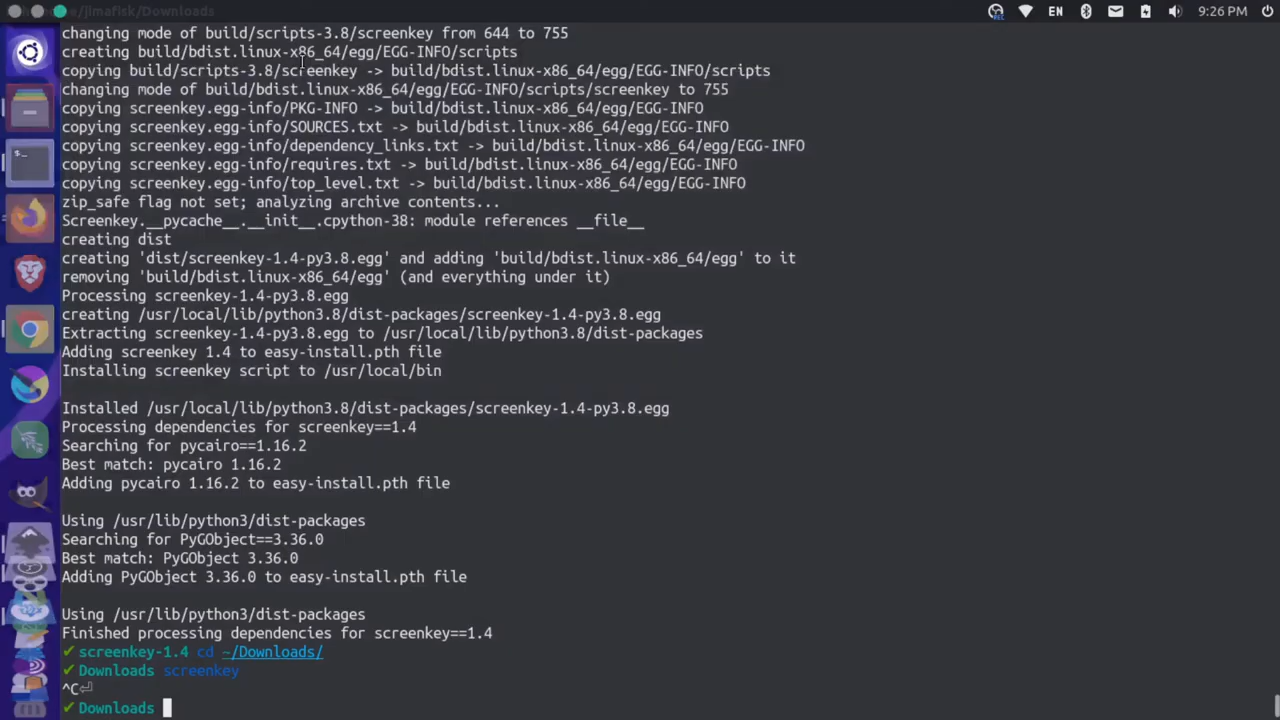 /jimafisk/Downloads
REC
EN
9:26 PM
changing mode of build/scripts-3.8/screenkey from 644 to 755
creating build/bdist.linux-x86_64/egg/EGG-INFO/scripts
copying build/scripts-3.8/screenkey -> build/bdist.linux-x86_64/egg/EGG-INFO/scripts
changing mode of build/bdist.linux-x86_64/egg/EGG-INFO/scripts/screenkey to 755
copying screenkey.egg-info/PKG-INFO -> build/bdist.linux-x86_64/egg/EGG-INFO
copying screenkey.egg-info/SOURCES.txt -> build/bdist.linux-x86_64/egg/EGG-INFO
copying screenkey.egg-info/dependency_links.txt -> build/bdist.linux-x86_64/egg/EGG-INFO
copying screenkey.egg-info/requires.txt -> build/bdist.linux-x86_64/egg/EGG-INFO
copying screenkey.egg-info/top_level.txt -> build/bdist.linux-x86_64/egg/EGG-INFO
zip_safe flag not set; analyzing archive contents...
Screenkey.__pycache__.__init__.cpython-38: module references __file__
creating dist
creating 'dist/screenkey-1.4-py3.8.egg' and adding 'build/bdist.linux-x86_64/egg' to it
removing 'build/bdist.linux-x86_64/egg' (and everything under it)
Processing screenkey-1.4-py3.8.egg
creating /usr/local/lib/python3.8/dist-packages/screenkey-1.4-py3.8.egg
Extracting screenkey-1.4-py3.8.egg to /usr/local/lib/python3.8/dist-packages
Adding screenkey 1.4 to easy-install.pth file
Installing screenkey script to /usr/local/bin
Installed /usr/local/lib/python3.8/dist-packages/screenkey-1.4-py3.8.egg
Processing dependencies for screenkey==1.4
Searching for pycairo==1.16.2
Best match: pycairo 1.16.2
Adding pycairo 1.16.2 to easy-install.pth file
Using /usr/lib/python3/dist-packages
Searching for PyGObject==3.36.0
Best match: PyGObject 3.36.0
Adding PyGObject 3.36.0 to easy-install.pth file
Using /usr/lib/python3/dist-packages
Finished processing dependencies for screenkey==1.4
✔ screenkey-1.4 cd ~/Downloads/
✔ Downloads screenkey
^C⏎
✔ Downloads